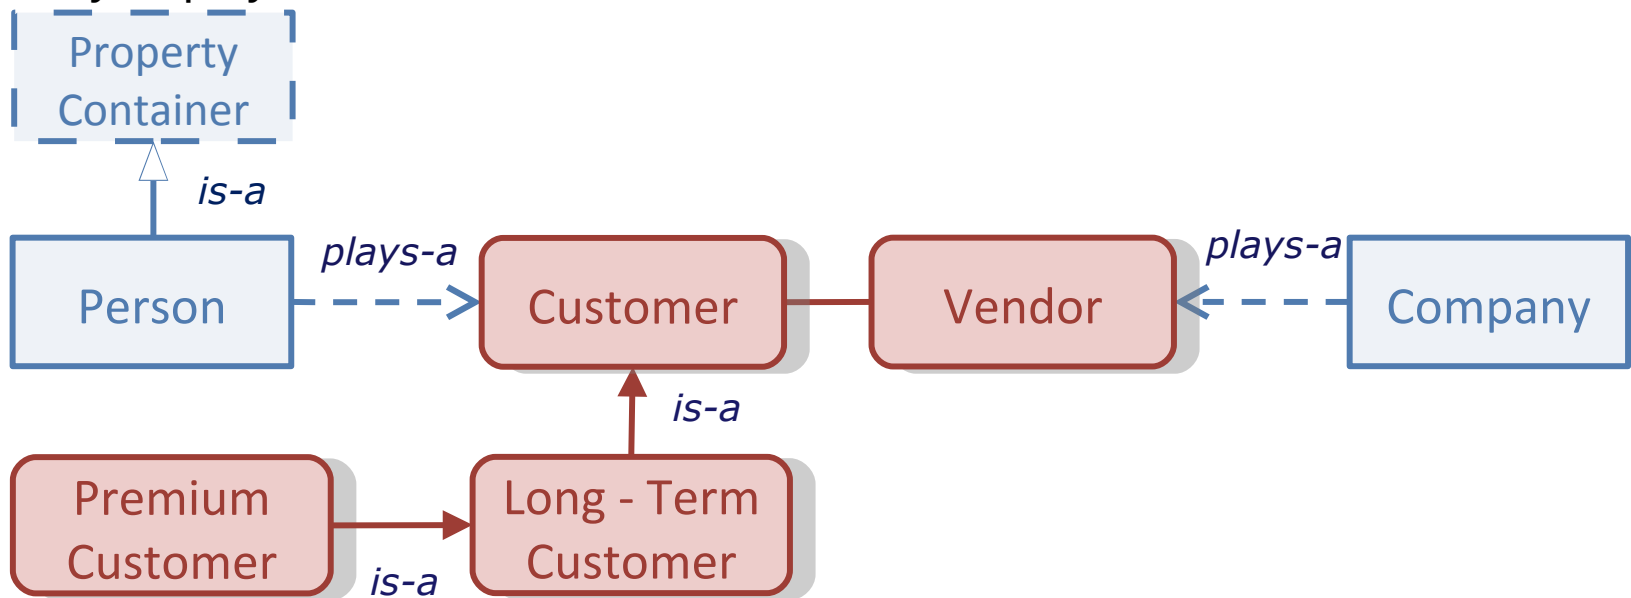 Property
Container
is-a
Person
plays-a
Customer
Vendor
plays-a
Company
is-a
Premium
Customer
is-a
Long - Term
Customer